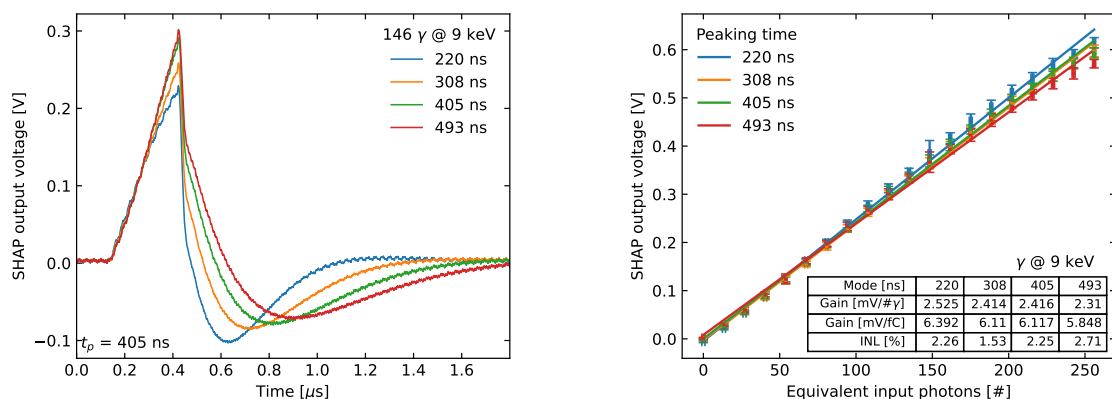 SHAP output voltage [V]
0.3
0.2
0.1
0.0
−0.1
146 γ @ 9 keV
220 ns
308 ns
405 ns
493 ns
t_p = 405 ns
0.0 0.2 0.4 0.6 0.8 1.0 1.2 1.4 1.6
Time [μs]
SHAP output voltage [V]
0.6
0.5
0.4
0.3
0.2
0.1
0.0
Peaking time
220 ns
308 ns
405 ns
493 ns
γ @ 9 keV
Mode [ns] 220 308 405 493
Gain [mV/#γ] 2.525 2.414 2.416 2.31
Gain [mV/fC] 6.392 6.11 6.117 5.848
INL [%] 2.26 1.53 2.25 2.71
0 50 100 150 200 250
Equivalent input photons [#]